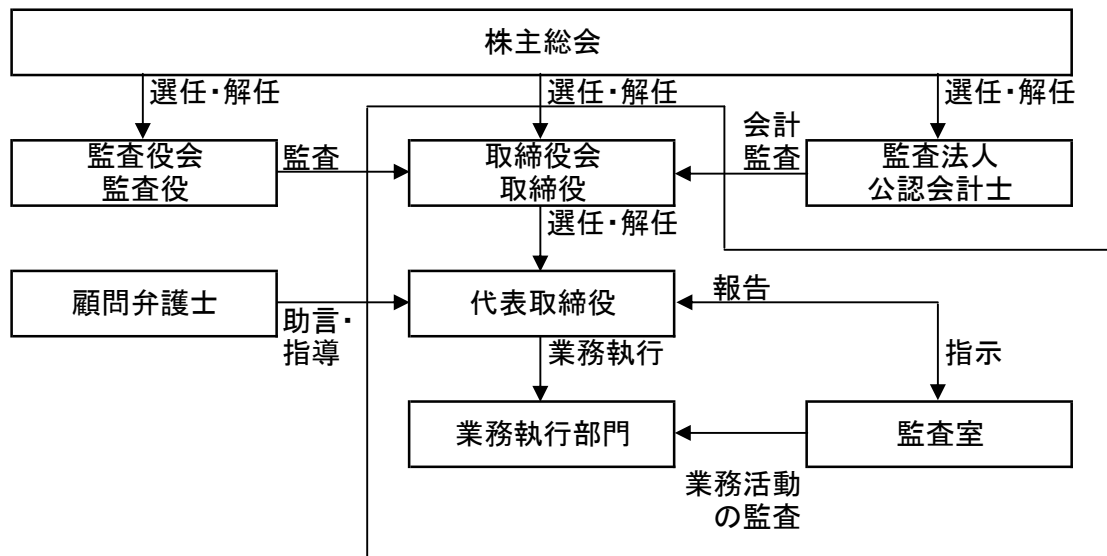 株主総会
選任・解任
選任・解任
選任・解任
監査役会
監査役
監査
取締役会
取締役
会計
監査
監査法人
公認会計士
選任・解任
顧問弁護士
助言・
指導
代表取締役
報告
業務執行
指示
業務執行部門
監査室
業務活動
の監査